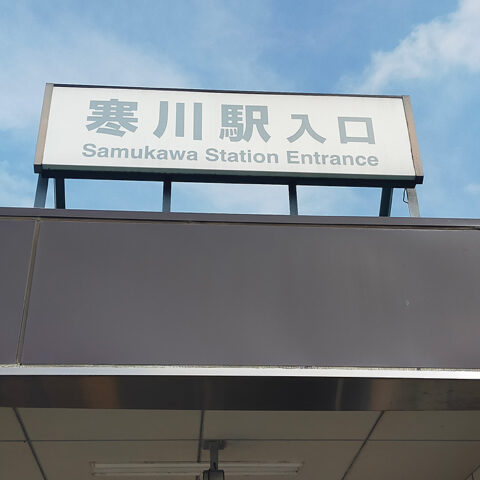 寒川駅 入口
Samukawa Station Entrance